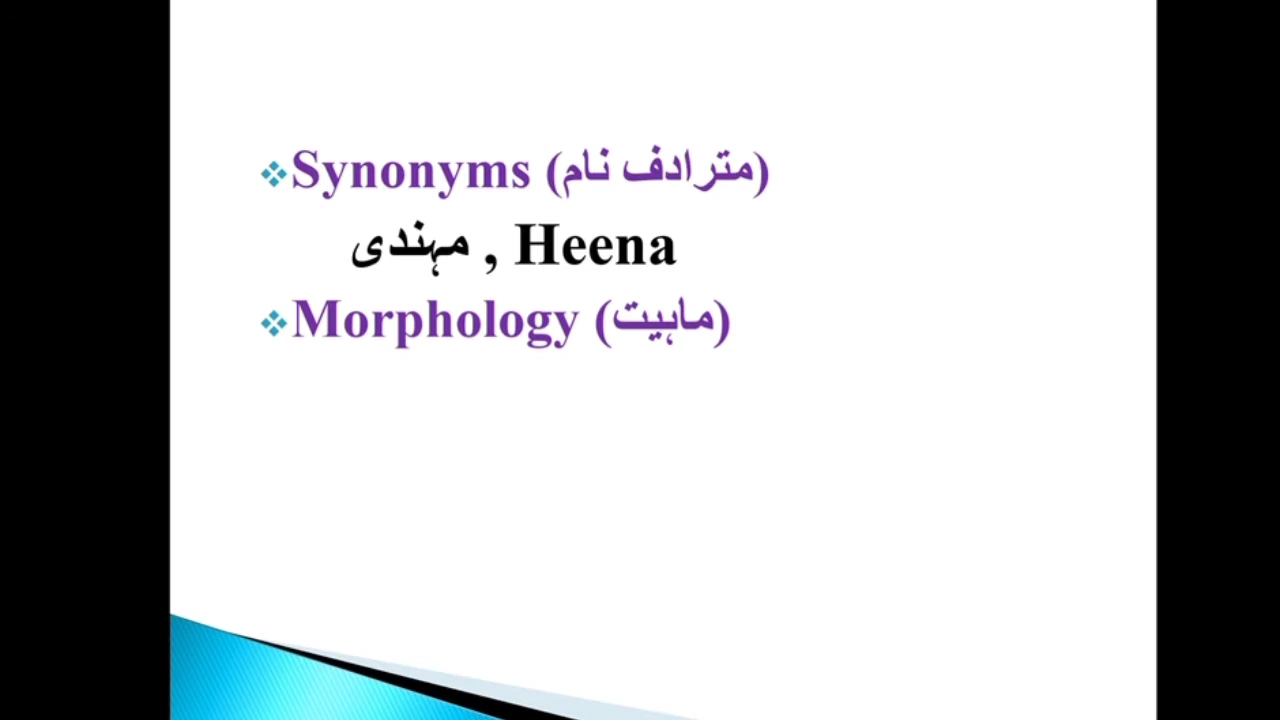 ❖Synonyms (مترادف نام)
مہندی , Heena
❖Morphology (ماہیت)